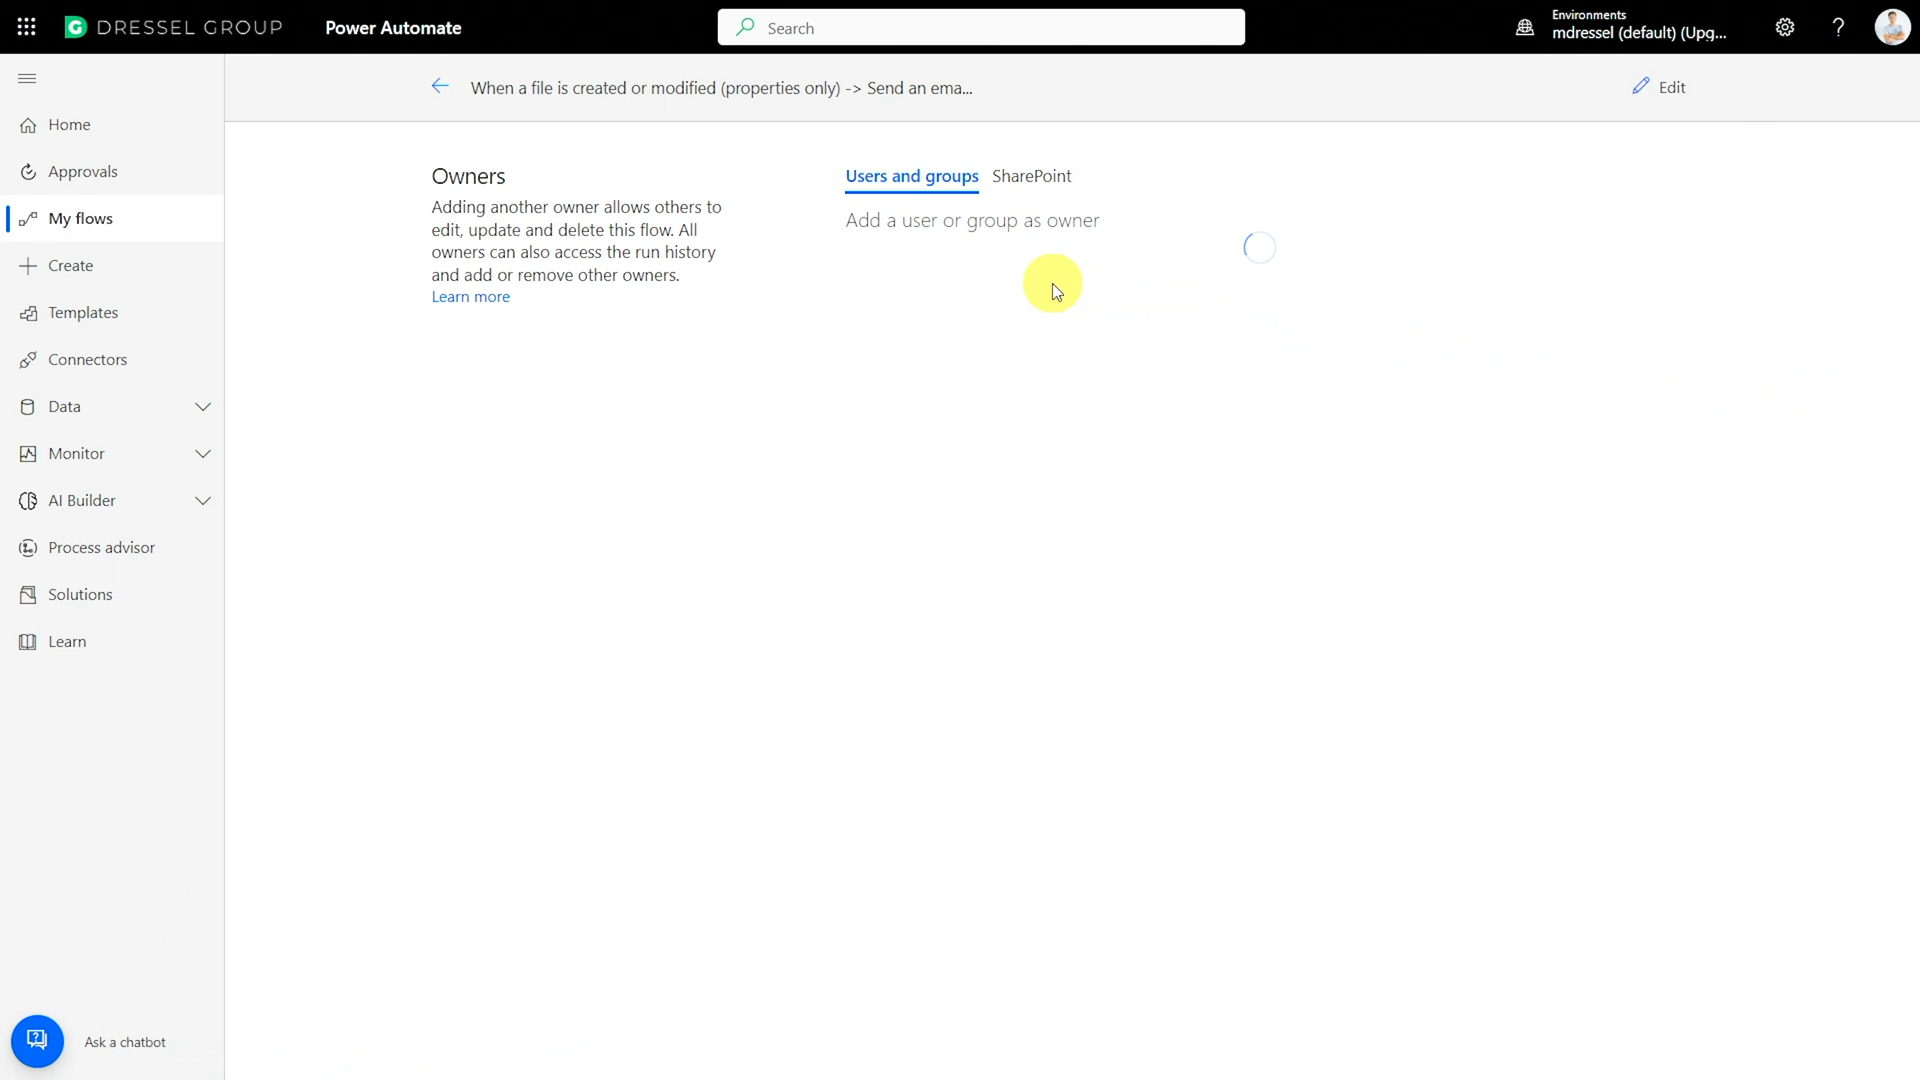 DRESSEL GROUP
Power Automate
Search
Environments
mdressel (default) (Upg...
When a file is created or modified (properties only) -> Send an ema...
Edit
Home
Approvals
My flows
Create
Templates
Connectors
Data
Monitor
AI Builder
Process advisor
Solutions
Learn
Ask a chatbot
Owners
Adding another owner allows others to
edit, update and delete this flow. All
owners can also access the run history
and add or remove other owners.
Learn more
Users and groups
SharePoint
Add a user or group as owner